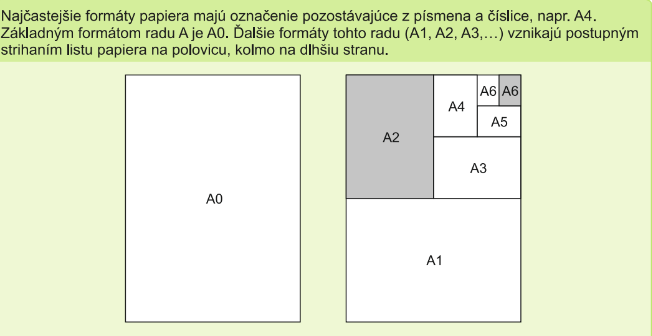 Najčastejšie formáty papiera majú označenie pozostávajúce z písmena a číslice, napr. A4.
Základným formátom radu A je A0. Ďalšie formáty tohto radu (A1, A2, A3,...) vznikajú postupným
strihaním listu papiera na polovicu, kolmo na dlhšiu stranu.
A6 A6
A4
A5
A2
A3
A0
A1